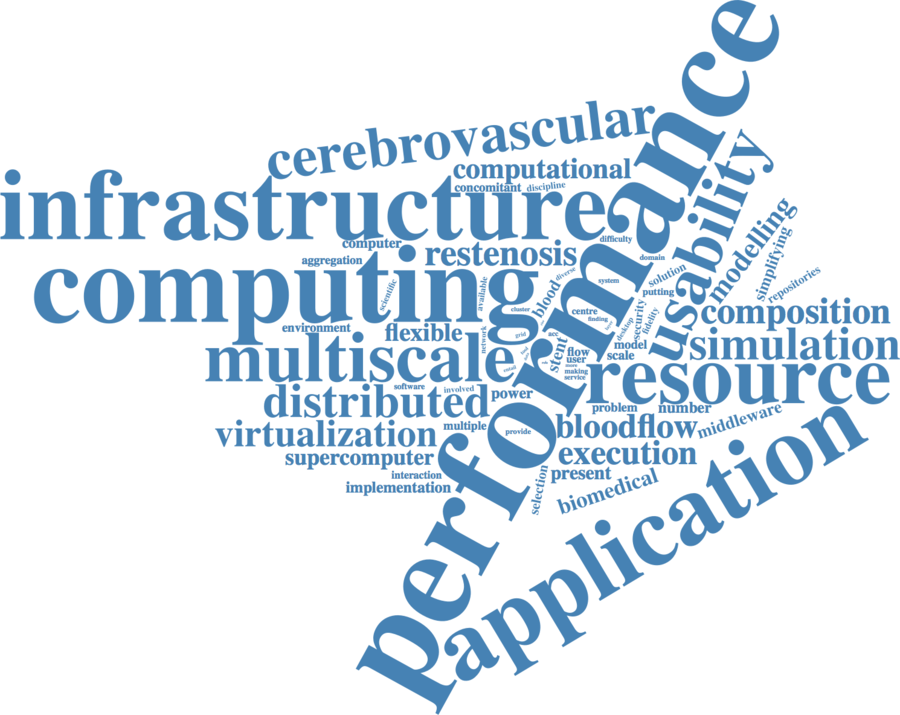 performance
cerebrovascular
computational
concomitant
discipline
infrastructure
usability
modelling
simplifying
repositories
computer
aggregation
restenosis
difficulty
domain
computing
scientific
available
blood
diverse
system
solution
putting
security
fidelity
desktop
cluster
centre
finding
composition
environment
flexible
network
grid
acc
stent
flow
user
model
scale
simulation
multiscale
making
service
resource
software
involved
power
distributed
problem
number
middleware
virtualization
multiple
provide
bloodflow
supercomputer
execution
interaction
implementation
selection
present
biomedical
application